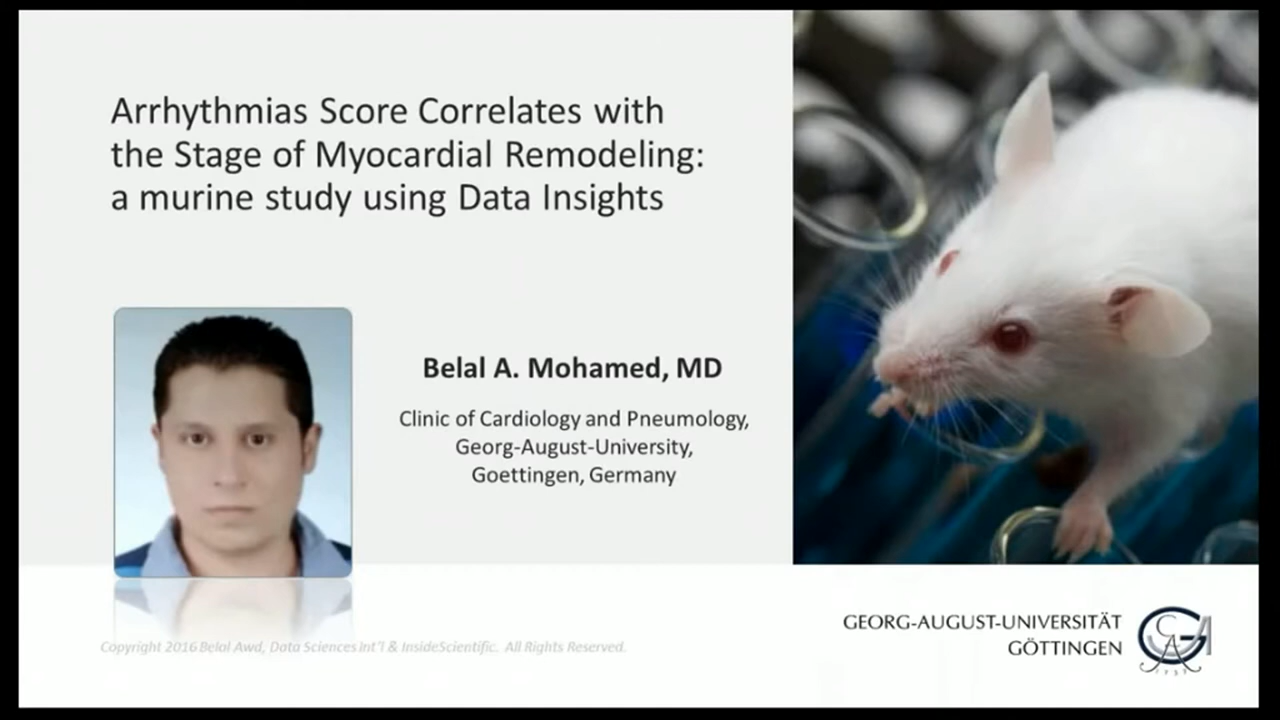 Arrhythmias Score Correlates with
the Stage of Myocardial Remodeling:
a murine study using Data Insights
Belal A. Mohamed, MD
Clinic of Cardiology and Pneumology,
Georg-August-University,
Goettingen, Germany
Copyright 2016 Belal Awd, Data Sciences Int'l & InsideScientific. All Rights Reserved.
GEORG-AUGUST-UNIVERSITÄT
GÖTTINGEN